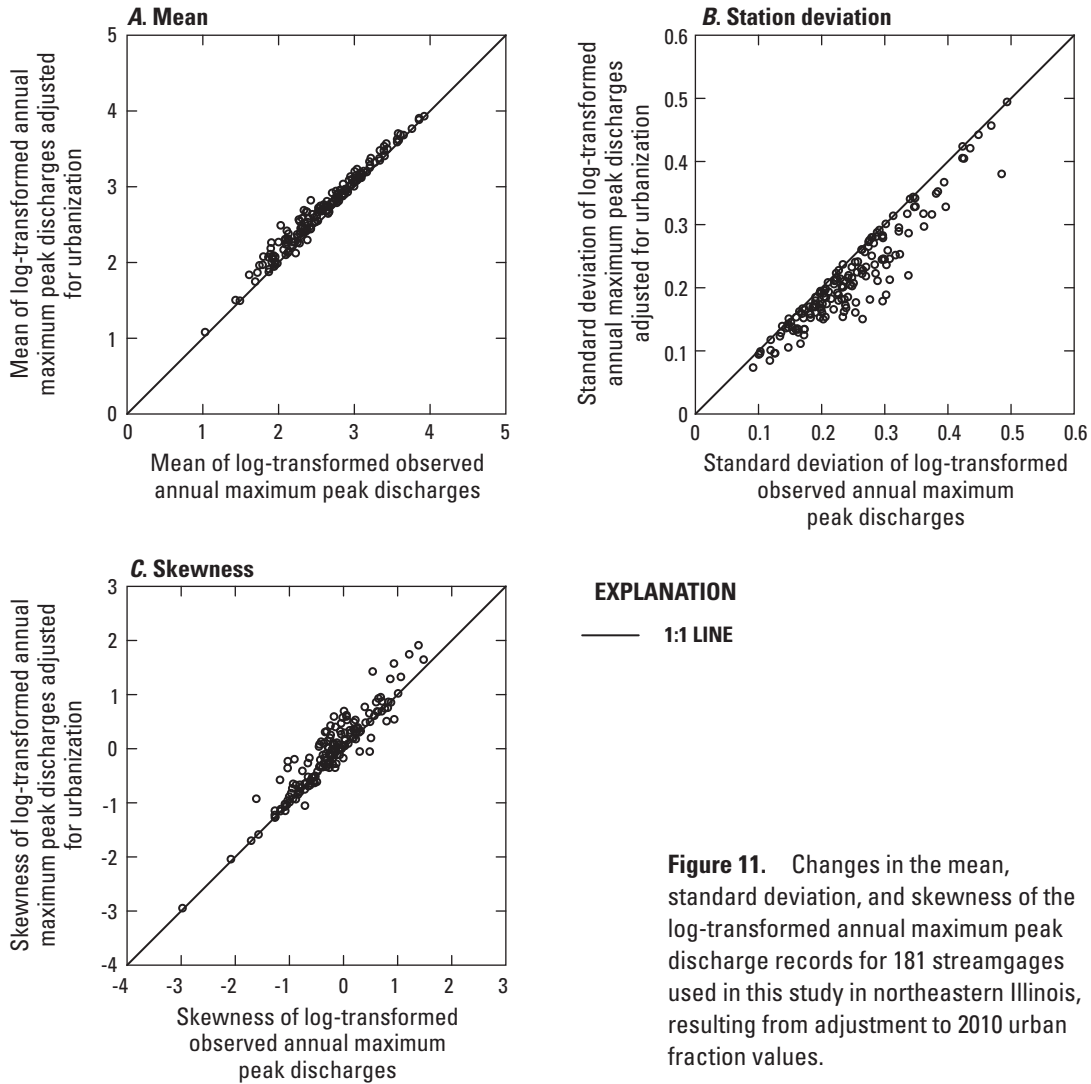 A. Mean
5
4
3
2
1
0
0 1 2 3 4 5
Mean of log-transformed annual
maximum peak discharges adjusted
for urbanization
Mean of log-transformed observed
annual maximum peak discharges
B. Station deviation
0.6
0.5
0.4
0.3
0.2
0.1
0
0 0.1 0.2 0.3 0.4 0.5 0.6
Standard deviation of log-transformed
annual maximum peak discharges
adjusted for urbanization
Standard deviation of log-transformed
observed annual maximum
peak discharges
C. Skewness
3
2
1
0
-1
-2
-3
-4
-4 -3 -2 -1 0 1 2 3
Skewness of log-transformed annual
maximum peak discharges adjusted
for urbanization
Skewness of log-transformed
observed annual maximum
peak discharges
EXPLANATION
1:1 LINE
Figure 11. Changes in the mean,
standard deviation, and skewness of the
log-transformed annual maximum peak
discharge records for 181 streamgages
used in this study in northeastern Illinois,
resulting from adjustment to 2010 urban
fraction values.